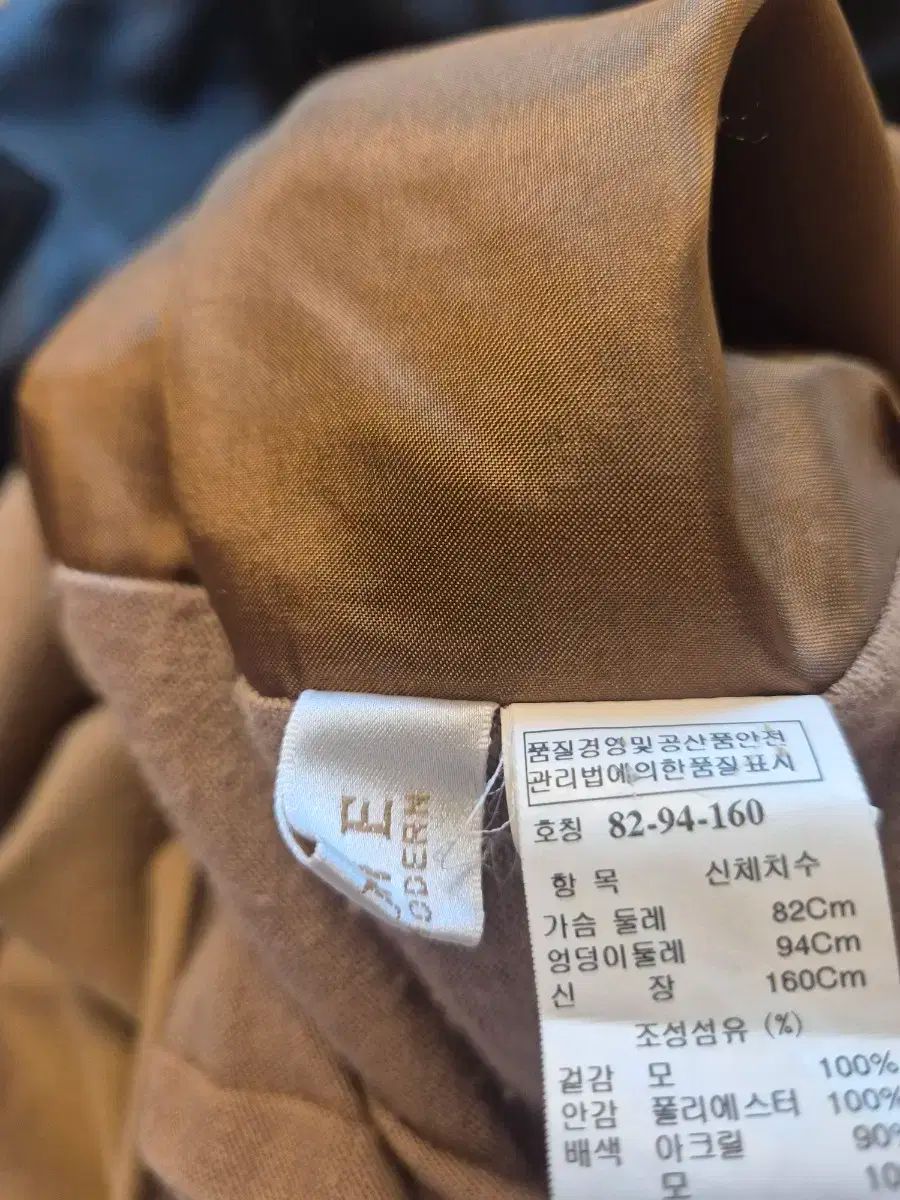 ODERN
품질경영및공산품안전
관리법에의한품질표시
호칭 82-94-160
항 목 신체치수
가슴 둘레 82Cm
엉덩이둘레 94Cm
신 장 160Cm
조성섬유 (%)
겉감 모 100%
안감 폴리에스터 100%
배색 아크릴 90%
모 10